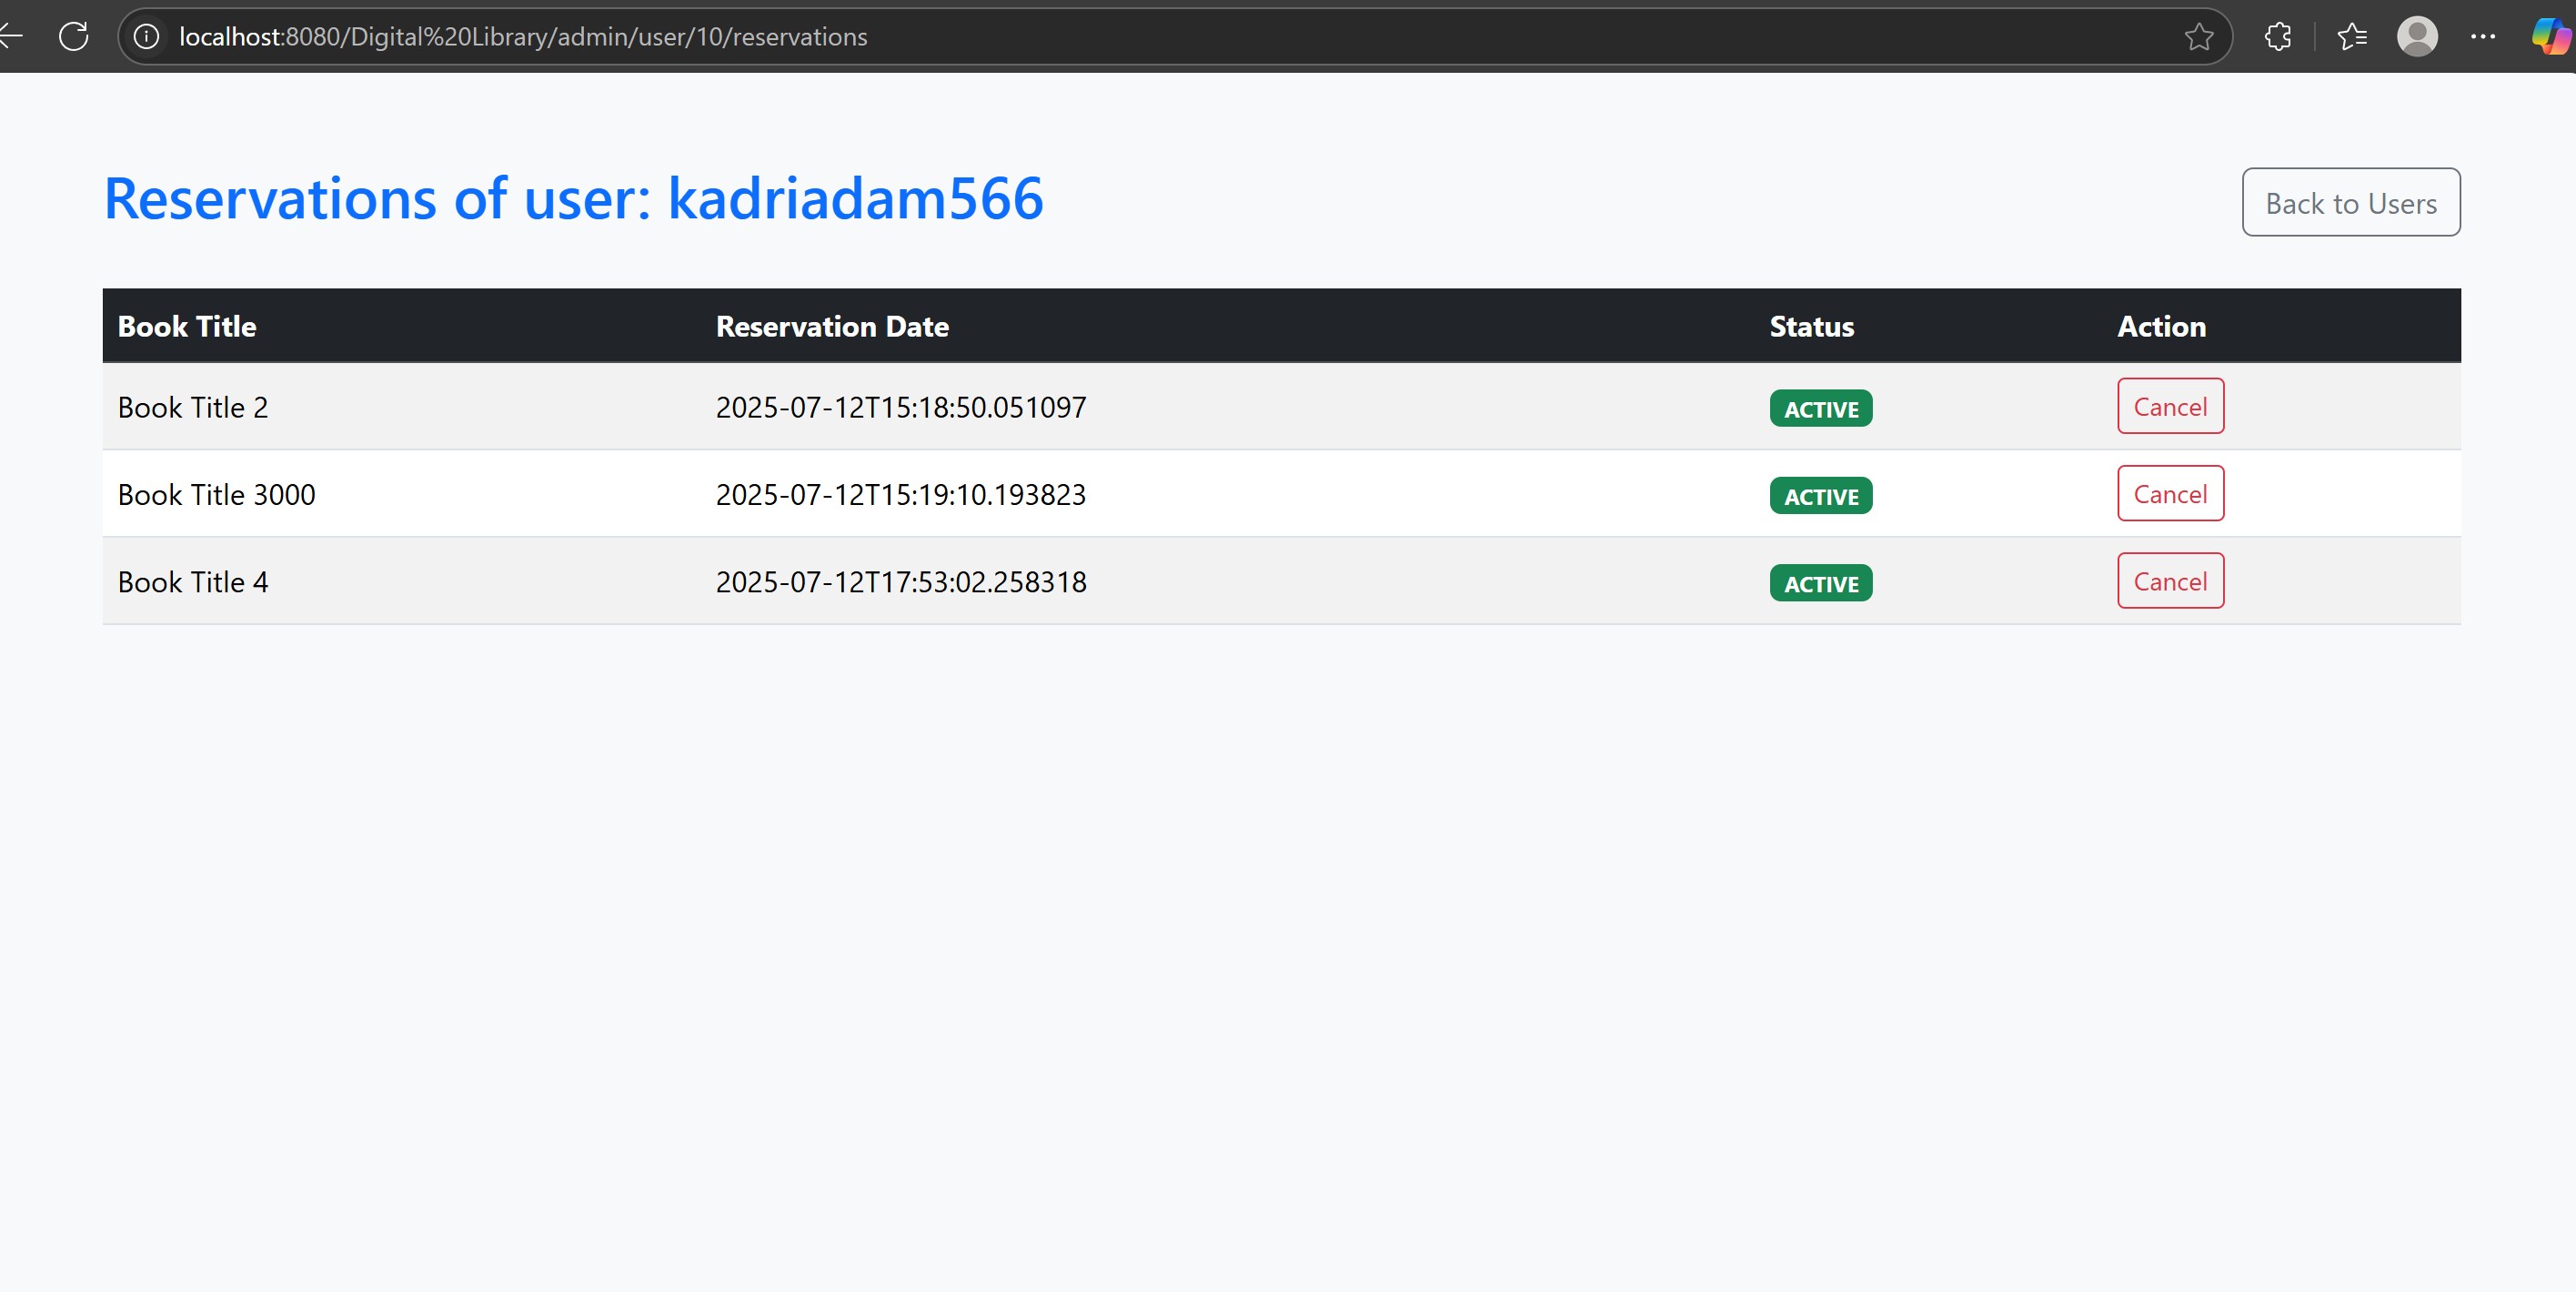 localhost:8080/Digital%20Library/admin/user/10/reservations
Reservations of user: kadriadam566
Back to Users
Book Title Reservation Date Status Action
Book Title 2 2025-07-12T15:18:50.051097 ACTIVE Cancel
Book Title 3000 2025-07-12T15:19:10.193823 ACTIVE Cancel
Book Title 4 2025-07-12T17:53:02.258318 ACTIVE Cancel